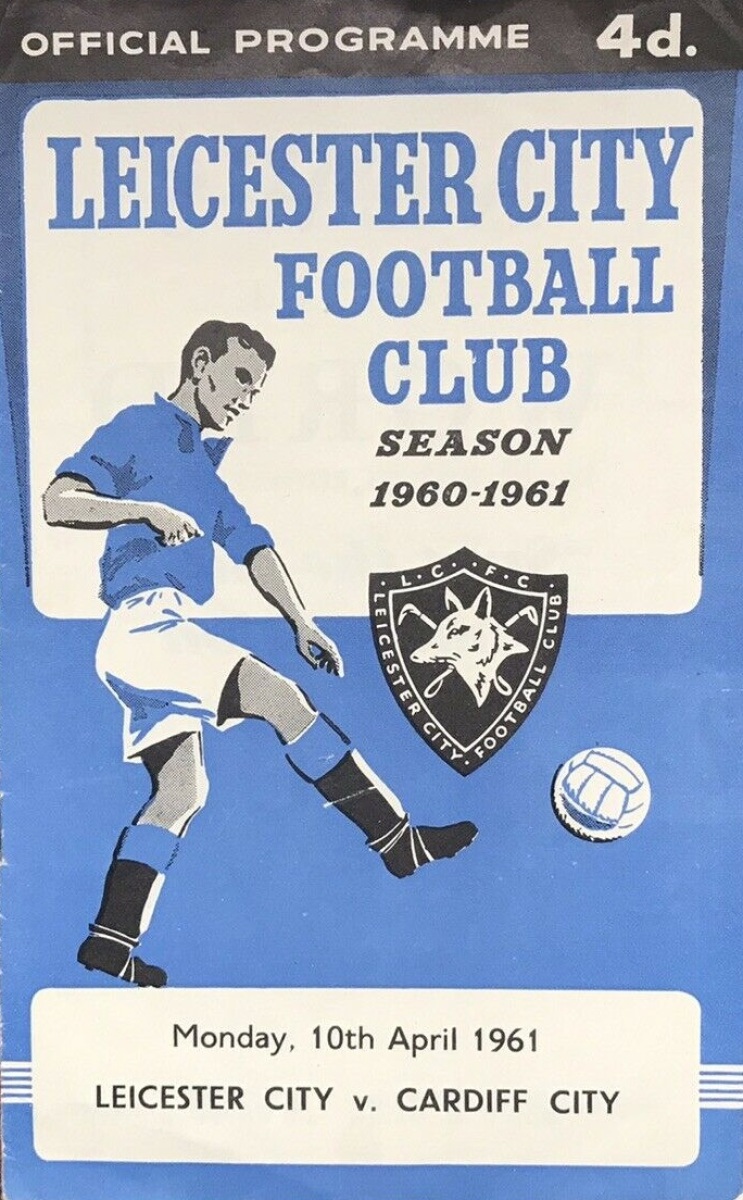 OFFICIAL PROGRAMME 4d.
LEICESTER CITY
FOOTBALL
CLUB
SEASON
1960-1961
· L · C · F · C ·
LEICESTER CITY · FOOTBALL CLUB
Monday, 10th April 1961
LEICESTER CITY v. CARDIFF CITY